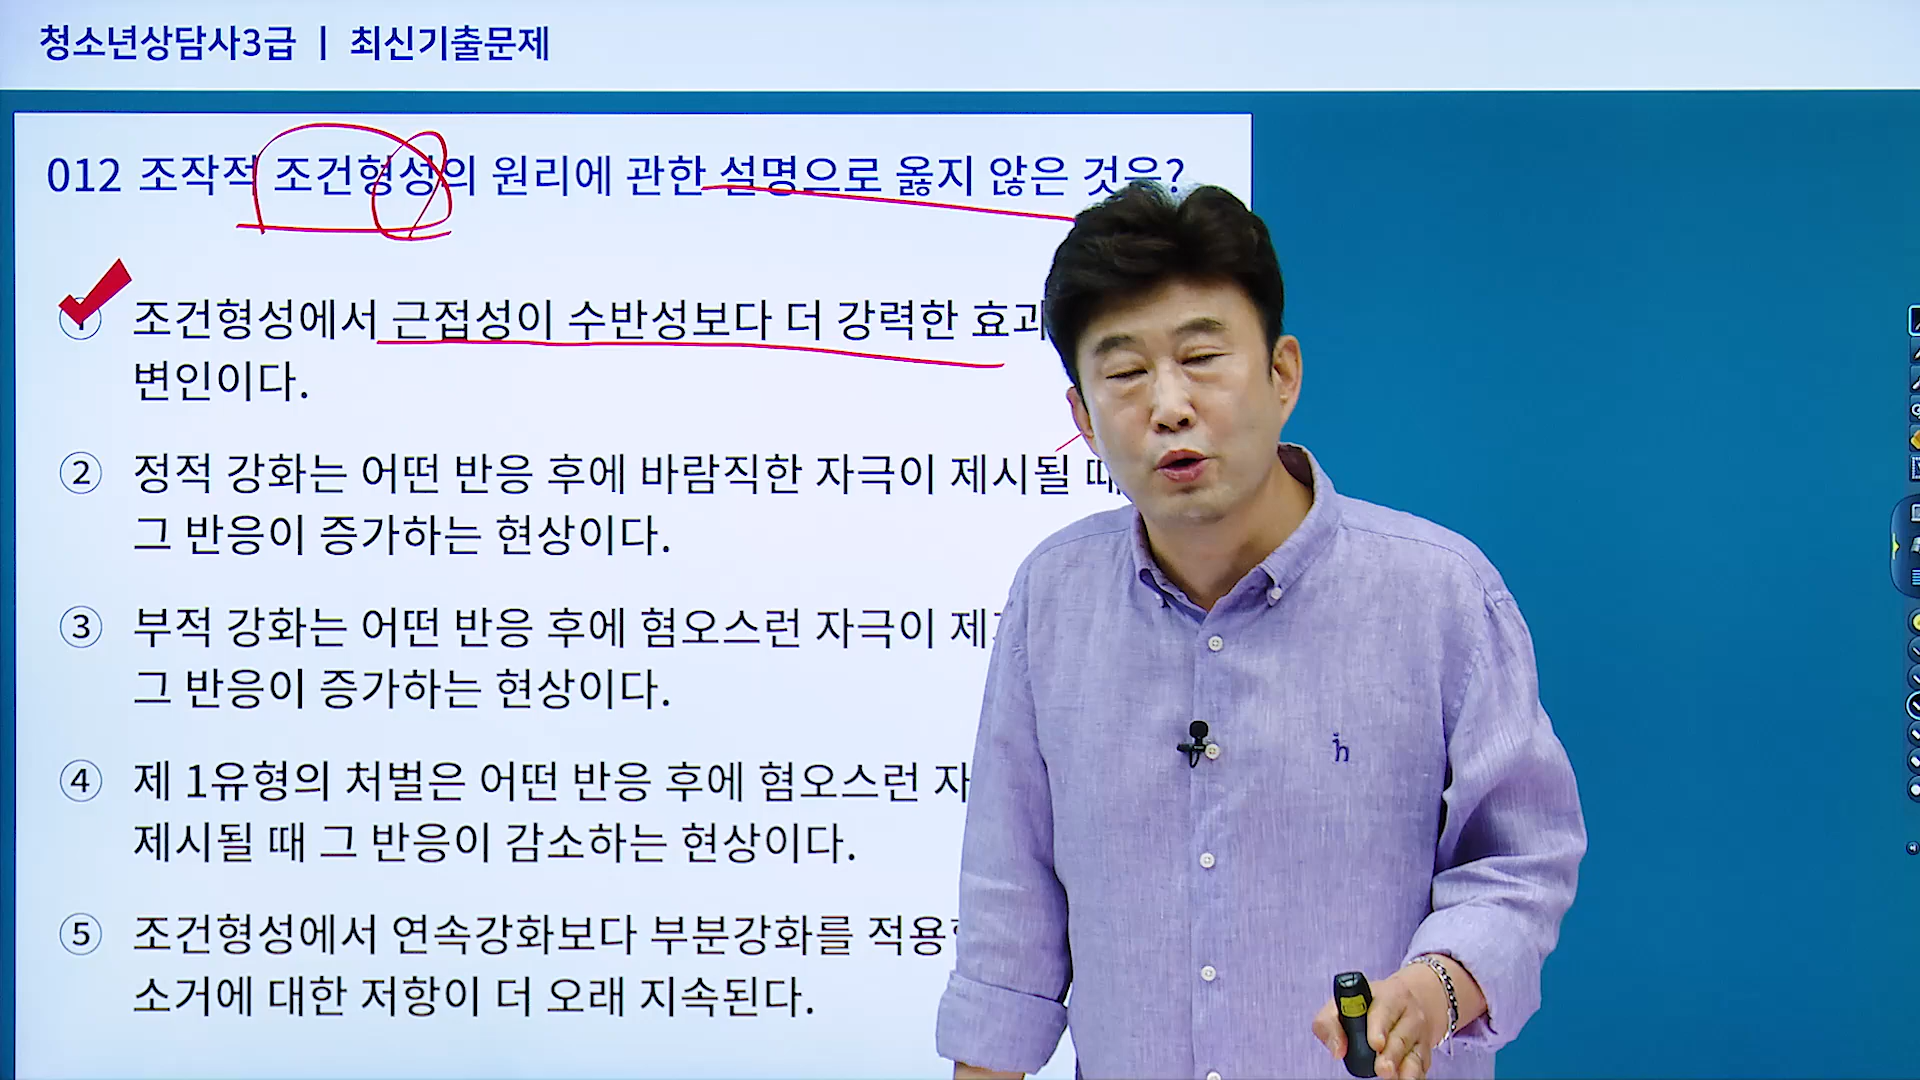 청소년상담사3급 | 최신기출문제
012 조작적 조건형성의 원리에 관한 설명으로 옳지 않은 것은?
① 조건형성에서 근접성이 수반성보다 더 강력한 효과
변인이다.
② 정적 강화는 어떤 반응 후에 바람직한 자극이 제시될 때
그 반응이 증가하는 현상이다.
③ 부적 강화는 어떤 반응 후에 혐오스런 자극이
그 반응이 증가하는 현상이다.
④ 제 1유형의 처벌은 어떤 반응 후에 혐오스런
제시될 때 그 반응이 감소하는 현상이다.
⑤ 조건형성에서 연속강화보다 부분강화를
소거에 대한 저항이 더 오래 지속된다.
h